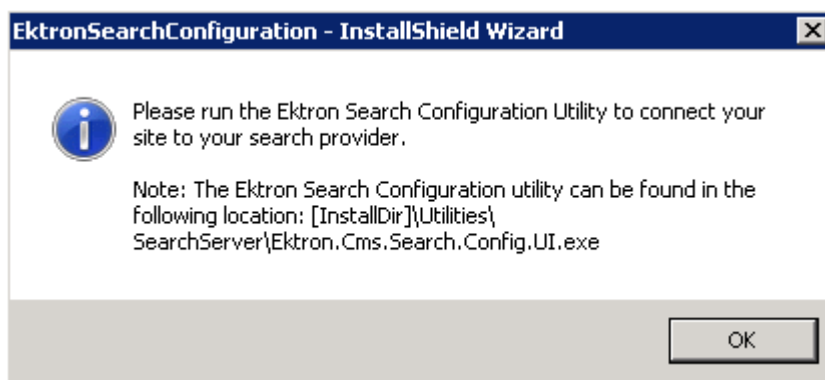 EktronSearchConfiguration - InstallShield Wizard
Please run the Ektron Search Configuration Utility to connect your
site to your search provider.
Note: The Ektron Search Configuration utility can be found in the
following location: [InstallDir]\Utilities\
SearchServer\Ektron.Cms.Search.Config.UI.exe
OK